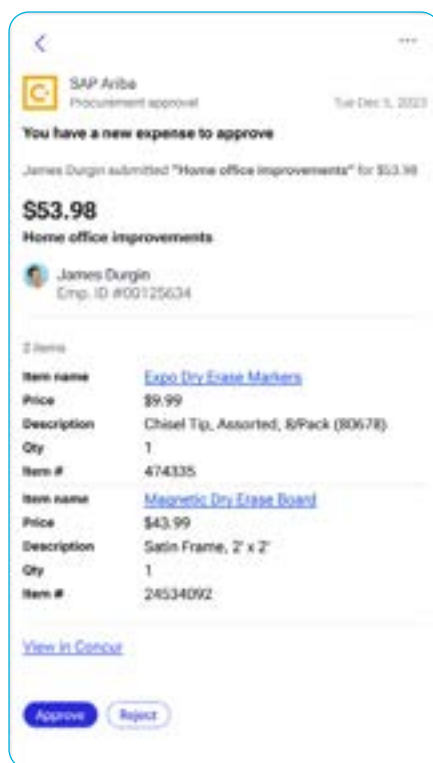 SAP Ariba
Procurement approval Tue Dec 5, 2023
You have a new expense to approve
James Durgin submitted "Home office improvements" for $53.98
$53.98
Home office improvements
James Durgin
Emp. ID #00125634
2 items
Item name Expo Dry Erase Markers
Price $9.99
Description Chisel Tip, Assorted, 8/Pack (80678)
Qty 1
Item # 474335
Item name Magnetic Dry Erase Board
Price $43.99
Description Satin Frame, 2' x 2'
Qty 1
Item # 24534092
View in Concur
Approve Reject